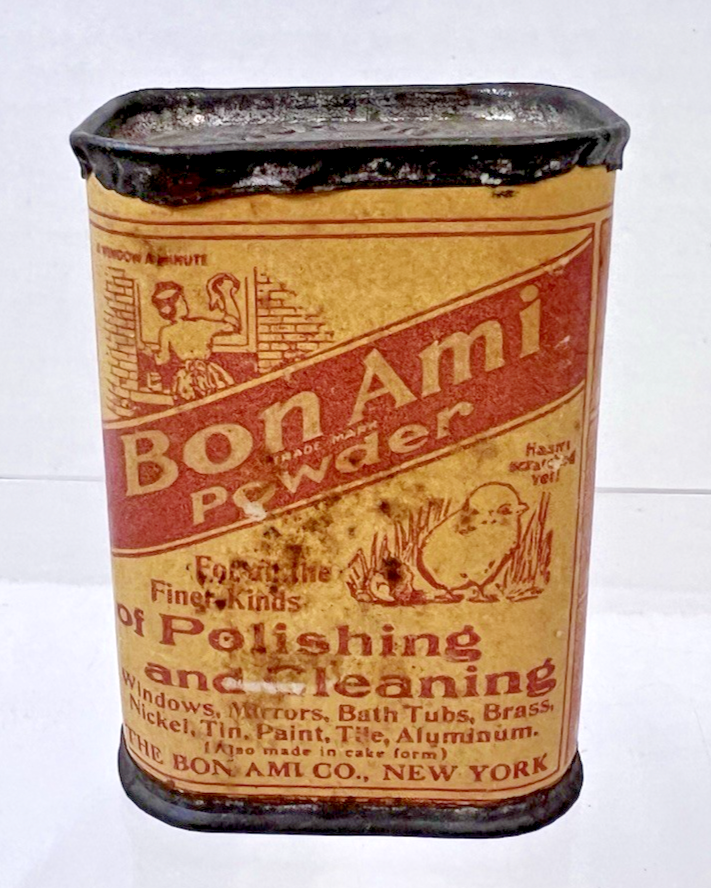 A WINDOW A MINUTE
Bon Ami
TRADE MARK
Powder
Hasn't
scratched
yet!
For all the
Finer Kinds
of Polishing
and Cleaning
Windows, Mirrors, Bath Tubs, Brass,
Nickel, Tin, Paint, Tile, Aluminum.
(Also made in cake form)
THE BON AMI CO., NEW YORK